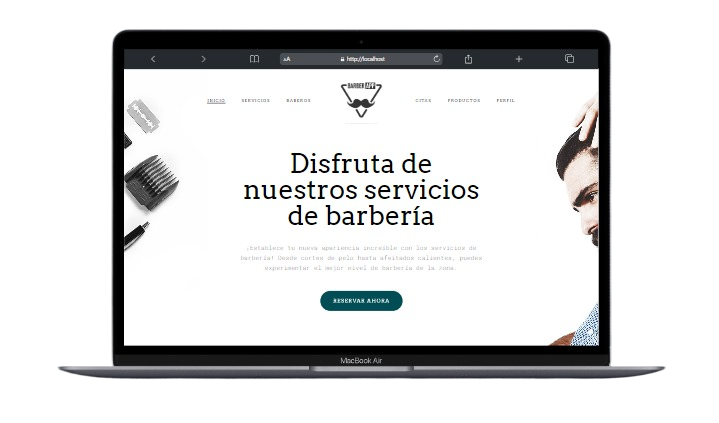 AA http://localhost
INICIO SERVICIOS BABEROS BARBER APP CITAS PRODUCTOS PERFIL
Disfruta de
nuestros servicios
de barbería
¡Establece tu nueva apariencia increíble con los servicios de
barbería! Desde cortes de pelo hasta afeitados calientes, puedes
experimentar el mejor nivel de barbería de la zona.
RESERVAR AHORA
MacBook Air